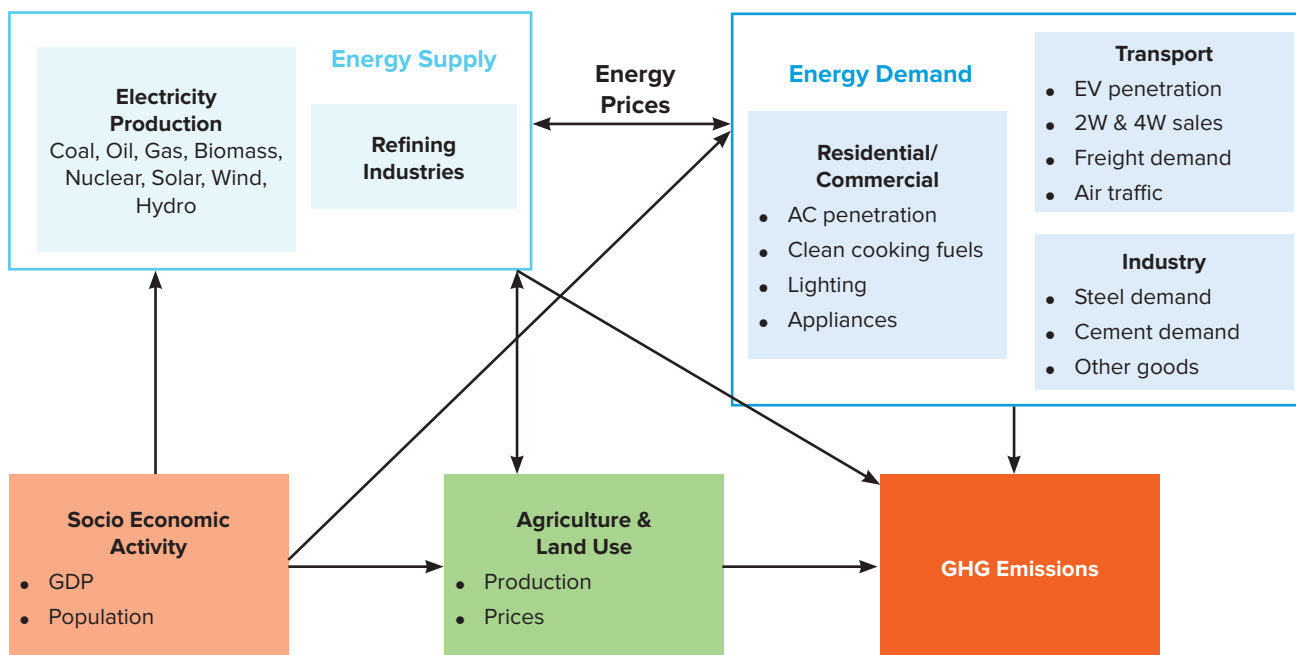 Energy Supply
Electricity
Production
Coal, Oil, Gas, Biomass,
Nuclear, Solar, Wind,
Hydro
Refining
Industries
Energy
Prices
Energy Demand
Residential/
Commercial
• AC penetration
• Clean cooking fuels
• Lighting
• Appliances
Transport
• EV penetration
• 2W & 4W sales
• Freight demand
• Air traffic
Industry
• Steel demand
• Cement demand
• Other goods
Socio Economic
Activity
• GDP
• Population
Agriculture &
Land Use
• Production
• Prices
GHG Emissions